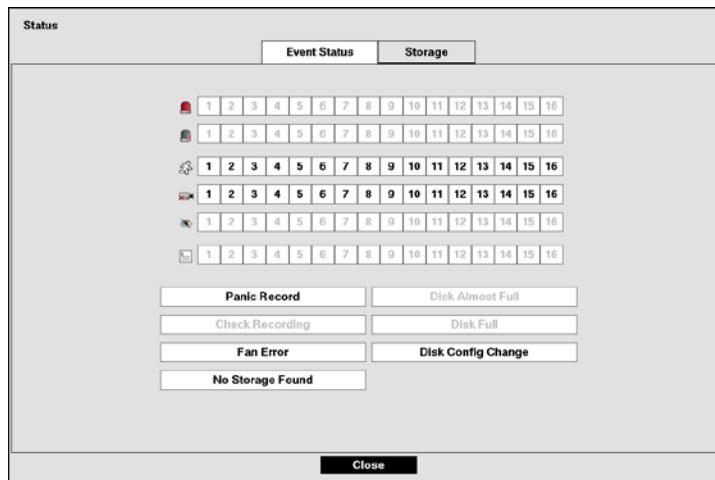 Status
Event Status Storage
1 2 3 4 5 6 7 8 9 10 11 12 13 14 15 16
1 2 3 4 5 6 7 8 9 10 11 12 13 14 15 16
1 2 3 4 5 6 7 8 9 10 11 12 13 14 15 16
1 2 3 4 5 6 7 8 9 10 11 12 13 14 15 16
1 2 3 4 5 6 7 8 9 10 11 12 13 14 15 16
1 2 3 4 5 6 7 8 9 10 11 12 13 14 15 16
Panic Record Disk Almost Full
Check Recording Disk Full
Fan Error Disk Config Change
No Storage Found
Close